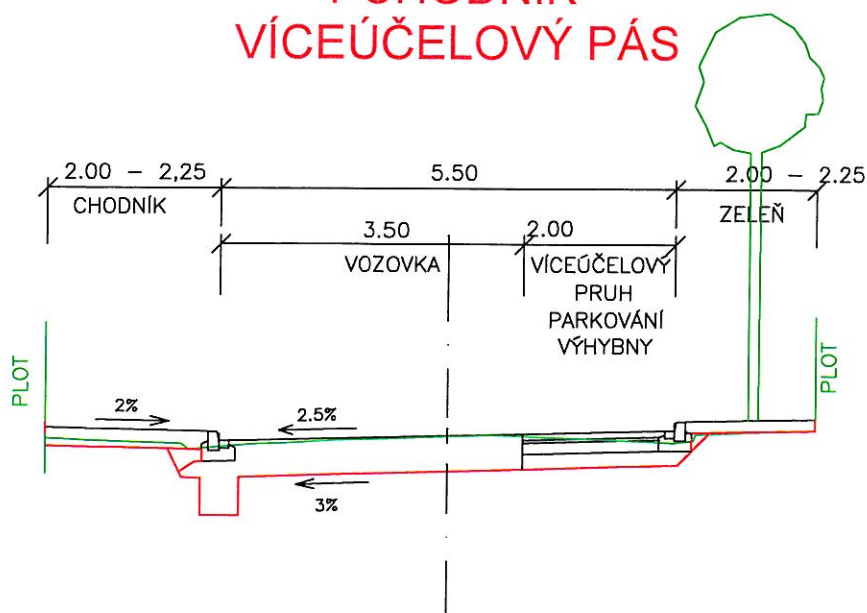 VÍCEÚČELOVÝ PÁS
2.00 – 2,25
5.50
2.00 – 2.25
CHODNÍK
ZELEŇ
3.50
2.00
VOZOVKA
VÍCEÚČELOVÝ
PRUH
PARKOVÁNÍ
VÝHYBNY
PLOT
PLOT
2%
2.5%
3%